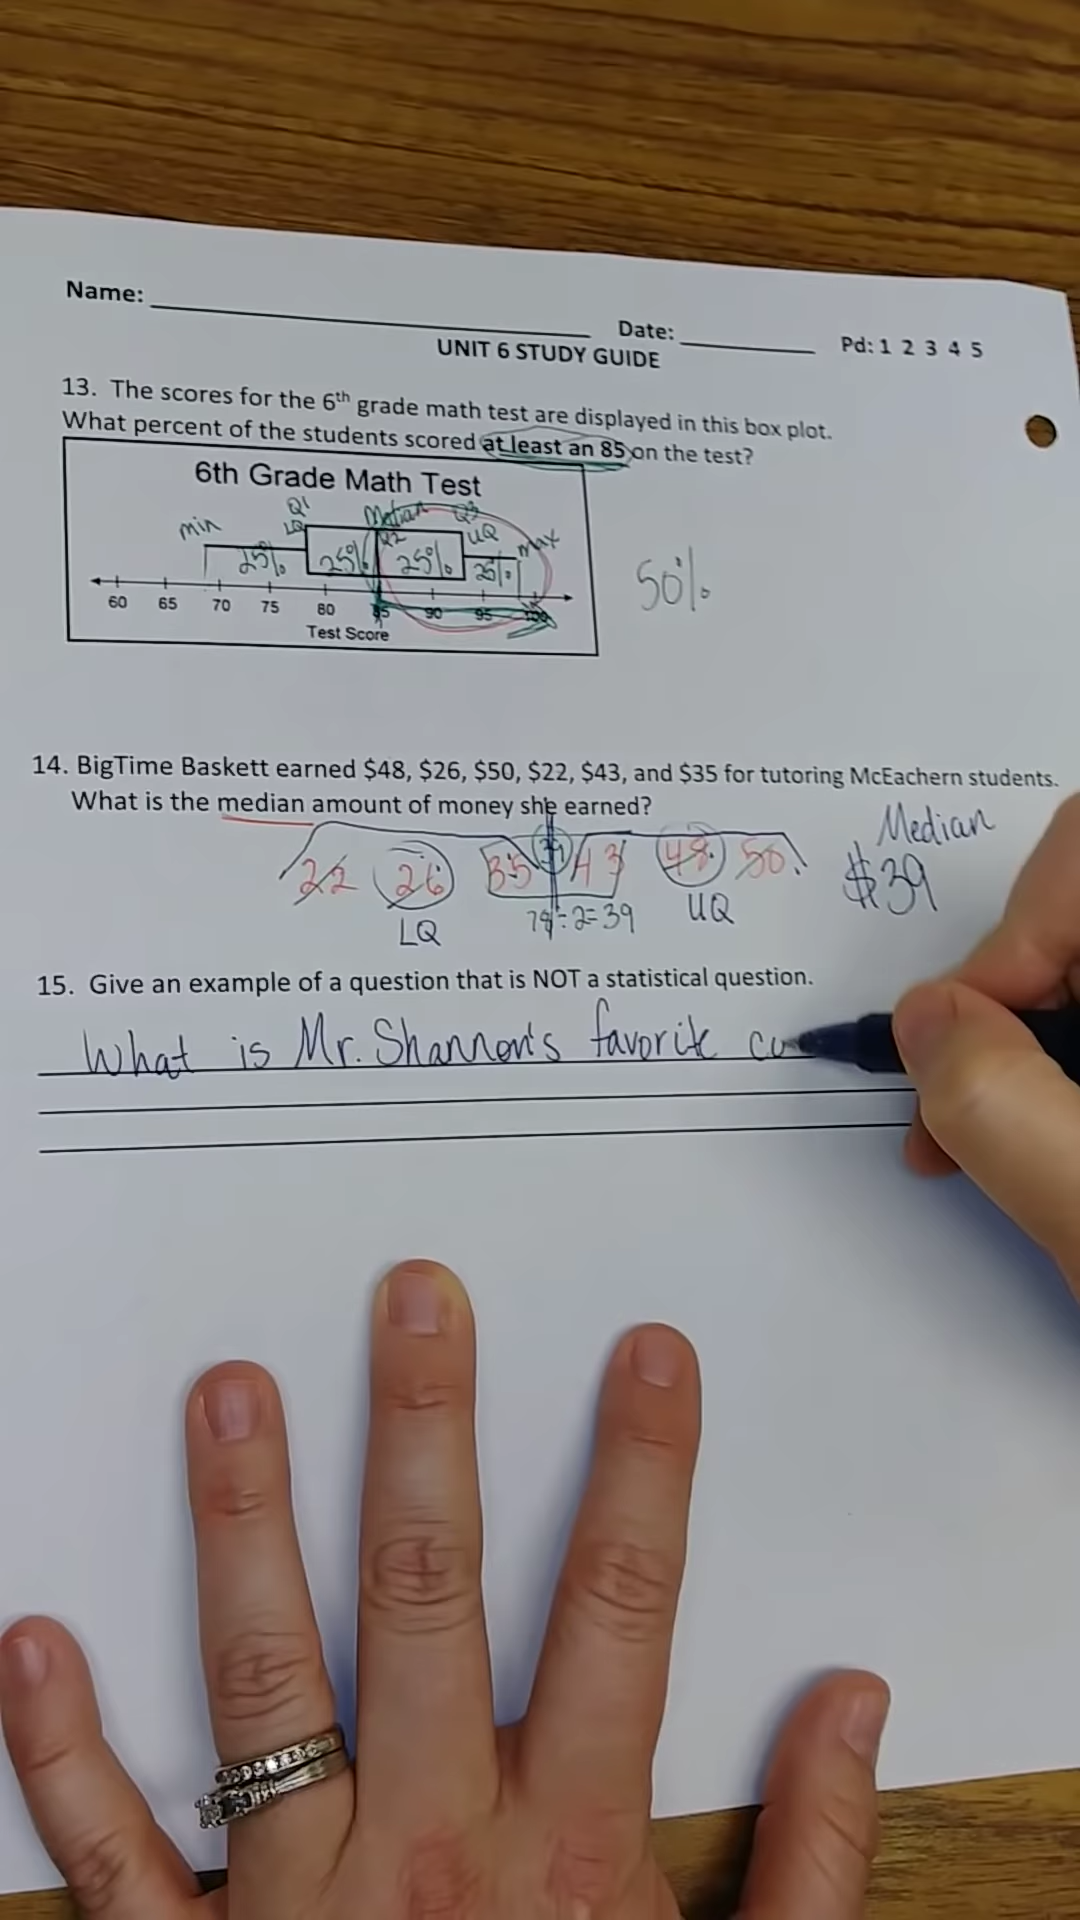 Name: Date: Pd: 1 2 3 4 5
UNIT 6 STUDY GUIDE
13. The scores for the 6th grade math test are displayed in this box plot.
What percent of the students scored at least an 85 on the test?
6th Grade Math Test
min Q1 LQ Median Q2 Q3 UQ max
25% 25% 25% 25%
50%
60 65 70 75 80 85 90 95 100
Test Score
14. BigTime Baskett earned $48, $26, $50, $22, $43, and $35 for tutoring McEachern students.
What is the median amount of money she earned?
Median
22 26 35 39 43 48 50
$39
LQ 78÷2=39 UQ
15. Give an example of a question that is NOT a statistical question.
What is Mr. Shannon's favorite co